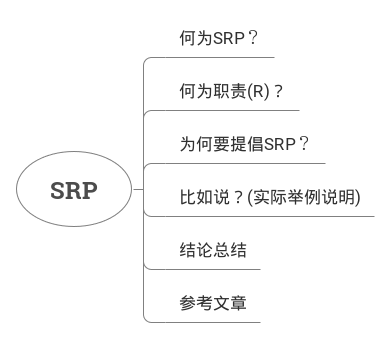 SRP
何为SRP？
何为职责(R)？
为何要提倡SRP？
比如说？(实际举例说明)
结论总结
参考文章